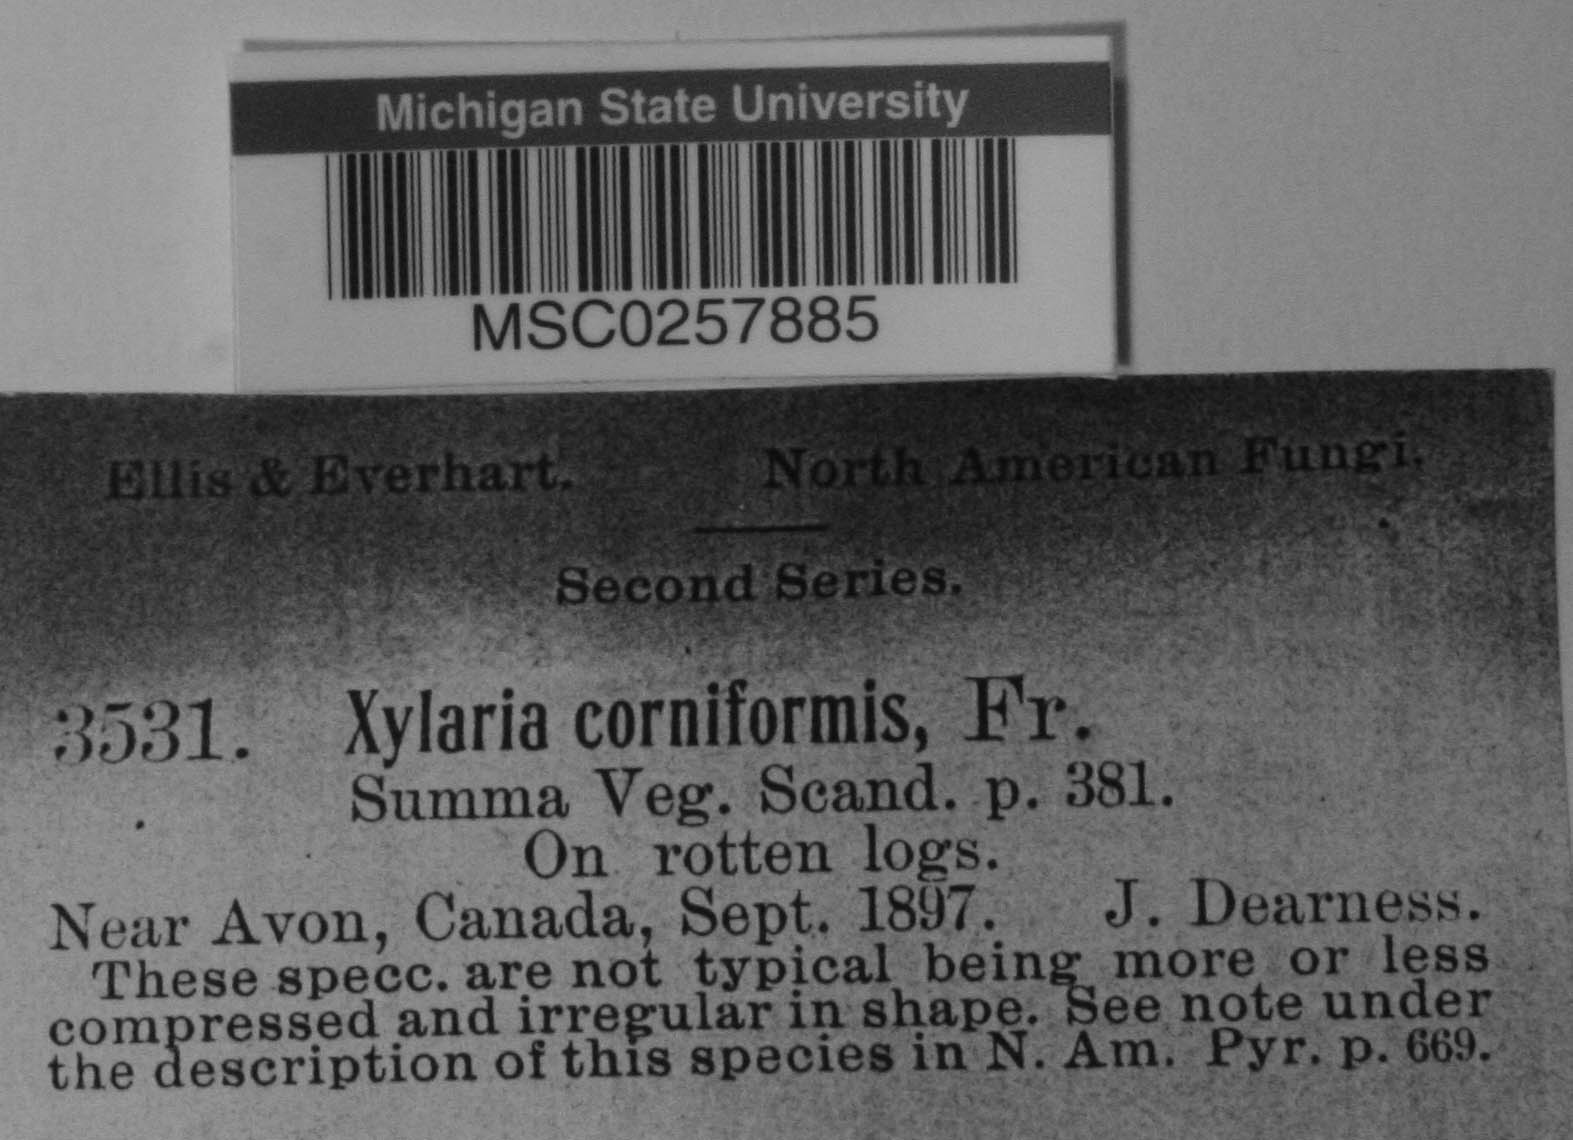 Michigan State University
MSC0257885
Ellis & Everhart. North American Fungi.
Second Series.
3531. Xylaria corniformis, Fr.
Summa Veg. Scand. p. 381.
On rotten logs.
Near Avon, Canada, Sept. 1897. J. Dearness.
These specc. are not typical being more or less
compressed and irregular in shape. See note under
the description of this species in N. Am. Pyr. p. 669.